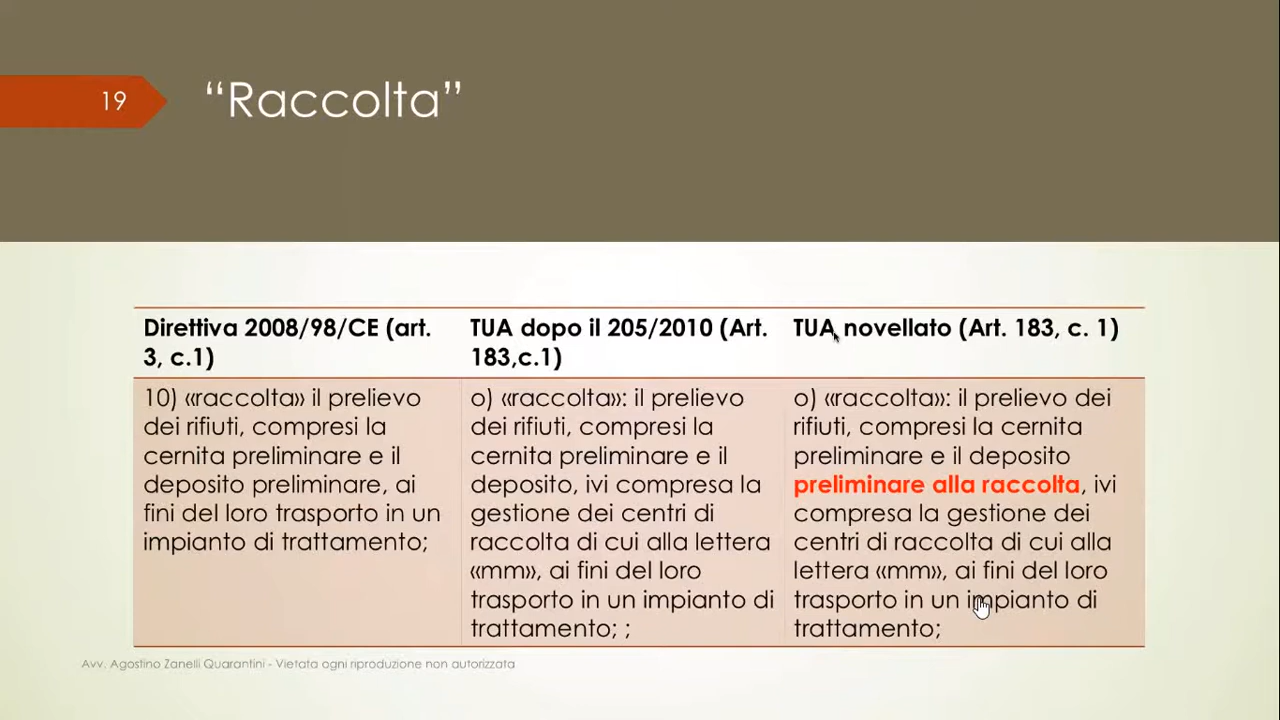 19
“Raccolta”
Direttiva 2008/98/CE (art.
3, c.1)
TUA dopo il 205/2010 (Art.
183,c.1)
TUA novellato (Art. 183, c. 1)
10) «raccolta» il prelievo
dei rifiuti, compresi la
cernita preliminare e il
deposito preliminare, ai
fini del loro trasporto in un
impianto di trattamento;
o) «raccolta»: il prelievo
dei rifiuti, compresi la
cernita preliminare e il
deposito, ivi compresa la
gestione dei centri di
raccolta di cui alla lettera
«mm», ai fini del loro
trasporto in un impianto di
trattamento; ;
o) «raccolta»: il prelievo dei
rifiuti, compresi la cernita
preliminare e il deposito
preliminare alla raccolta, ivi
compresa la gestione dei
centri di raccolta di cui alla
lettera «mm», ai fini del loro
trasporto in un impianto di
trattamento;
Avv. Agostino Zanelli Quarantini - Vietata ogni riproduzione non autorizzata